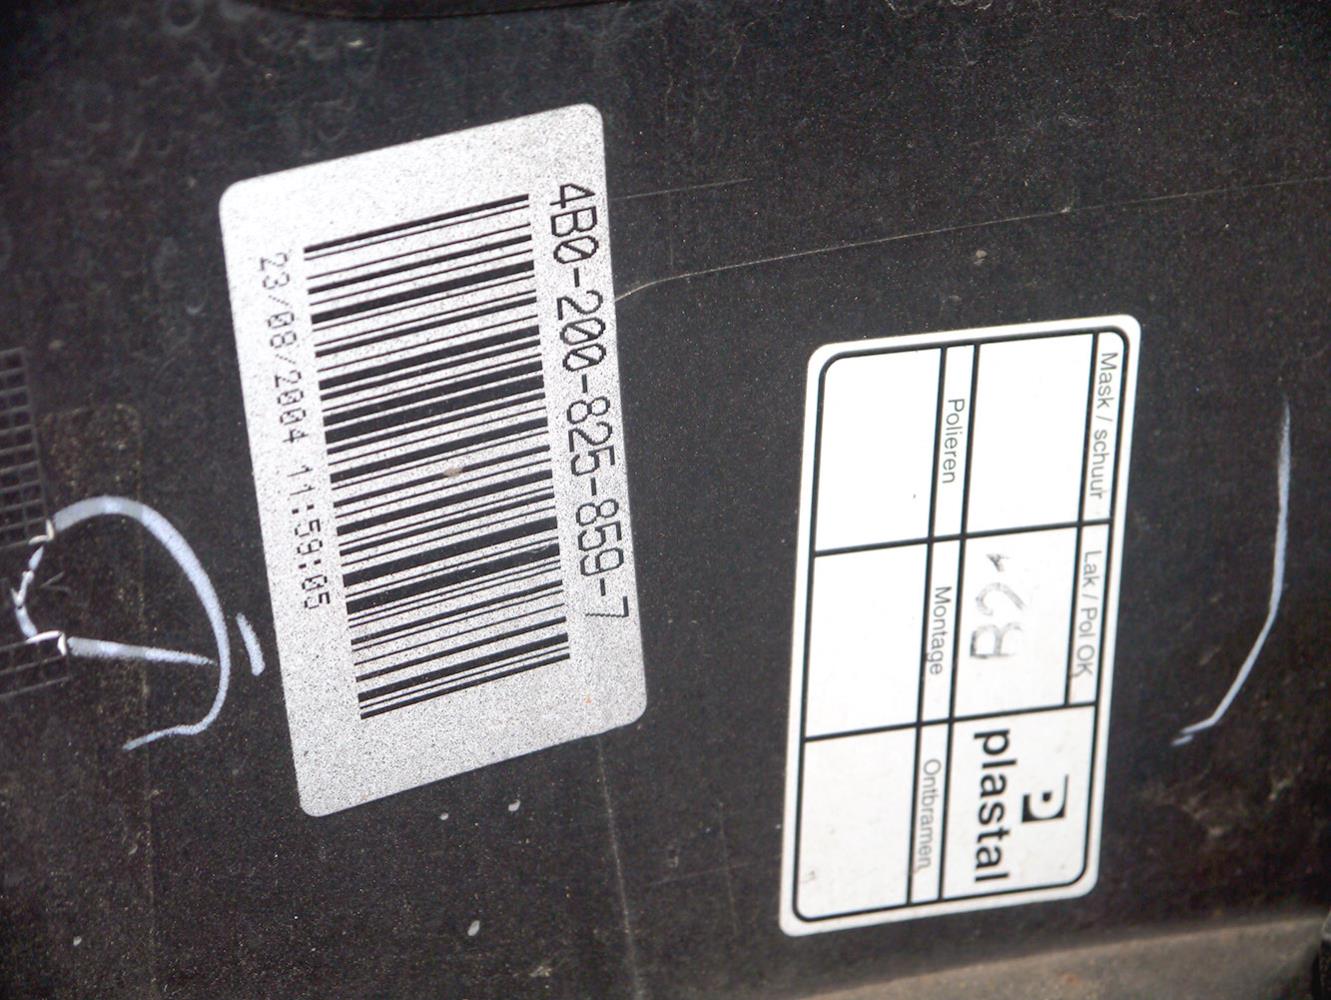 4B0-200-825-859-7
23/08/2004 11:59:05
Mask / schuur
Lak / Pol OK
plastal
Polieren
Montage
Ontbramen